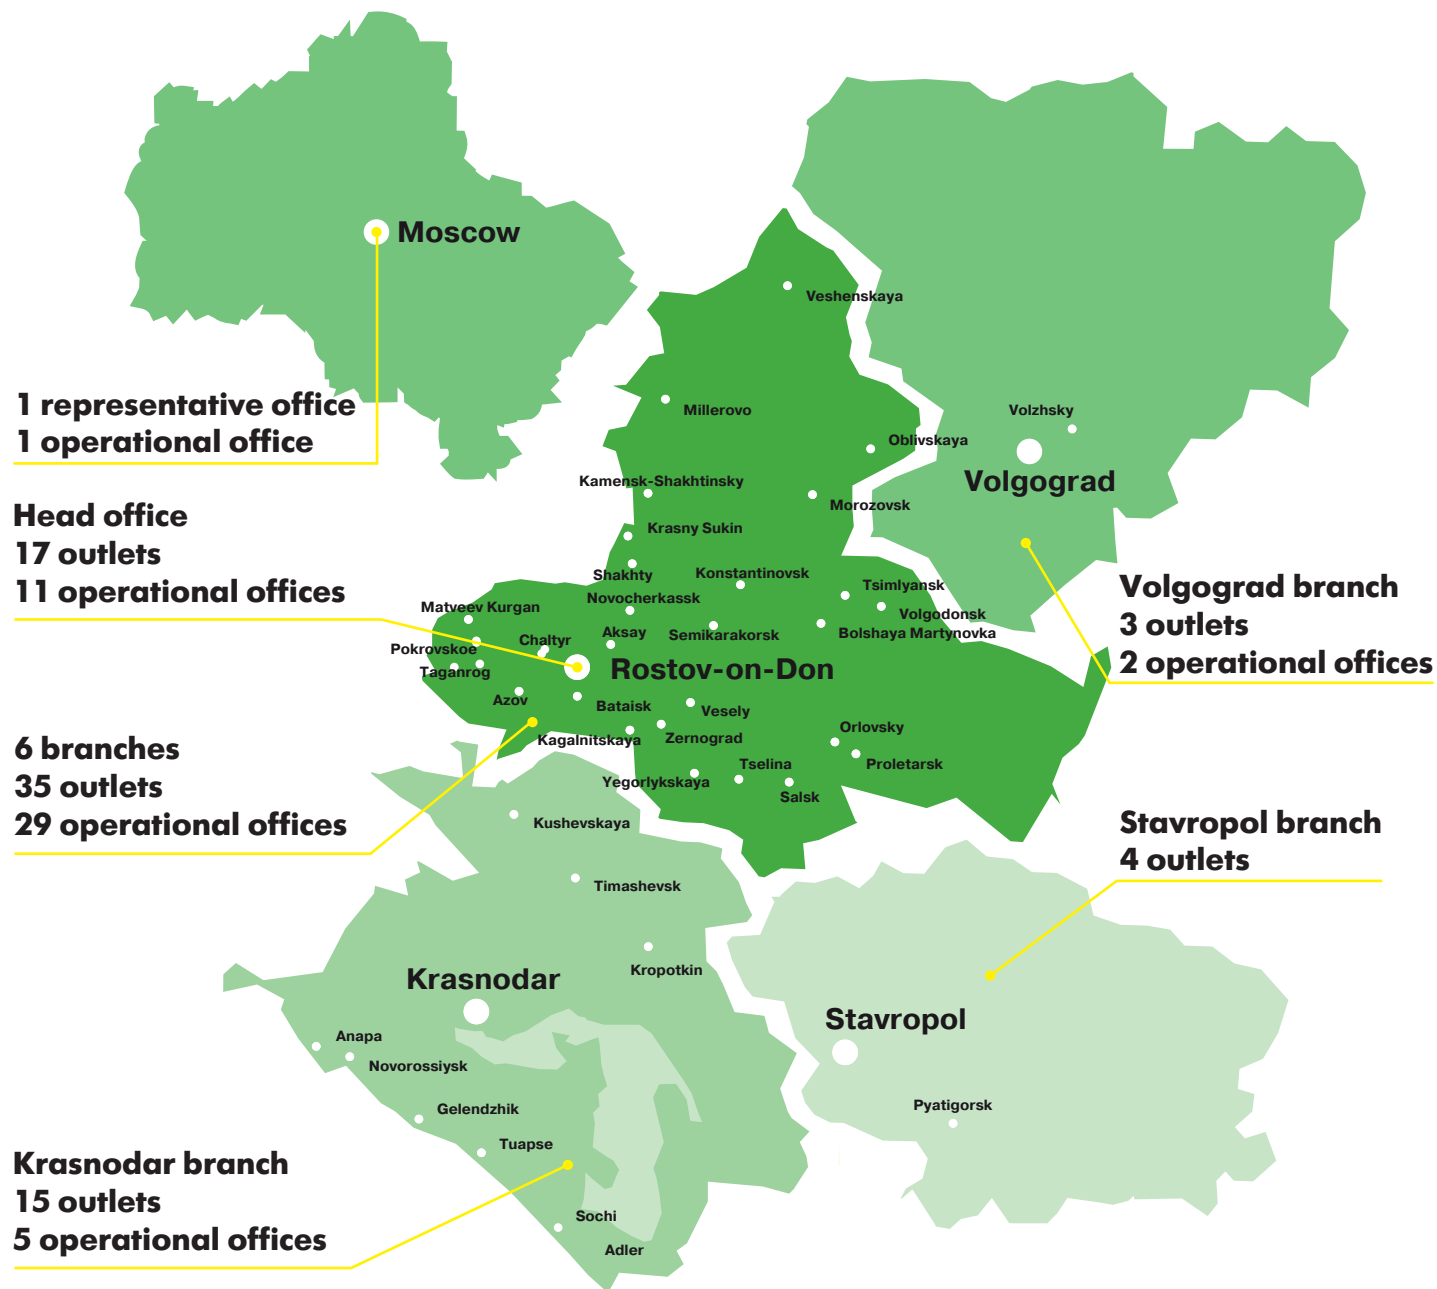 Moscow
1 representative office
1 operational office
Head office
17 outlets
11 operational offices
6 branches
35 outlets
29 operational offices
Krasnodar branch
15 outlets
5 operational offices
Volgograd branch
3 outlets
2 operational offices
Stavropol branch
4 outlets
Veshenskaya
Millerovo
Oblivskaya
Kamensk-Shakhtinsky
Morozovsk
Krasny Sukin
Shakhty
Konstantinovsk
Tsimlyansk
Novocherkassk
Matveev Kurgan
Volgodonsk
Chaltyr
Aksay
Semikarakorsk
Bolshaya Martynovka
Pokrovskoe
Taganrog
Rostov-on-Don
Azov
Bataisk
Vesely
Kagalnitskaya
Zernograd
Orlovsky
Proletarsk
Tselina
Yegorlykskaya
Salsk
Volzhsky
Volgograd
Kushevskaya
Timashevsk
Kropotkin
Krasnodar
Anapa
Novorossiysk
Gelendzhik
Tuapse
Sochi
Adler
Stavropol
Pyatigorsk